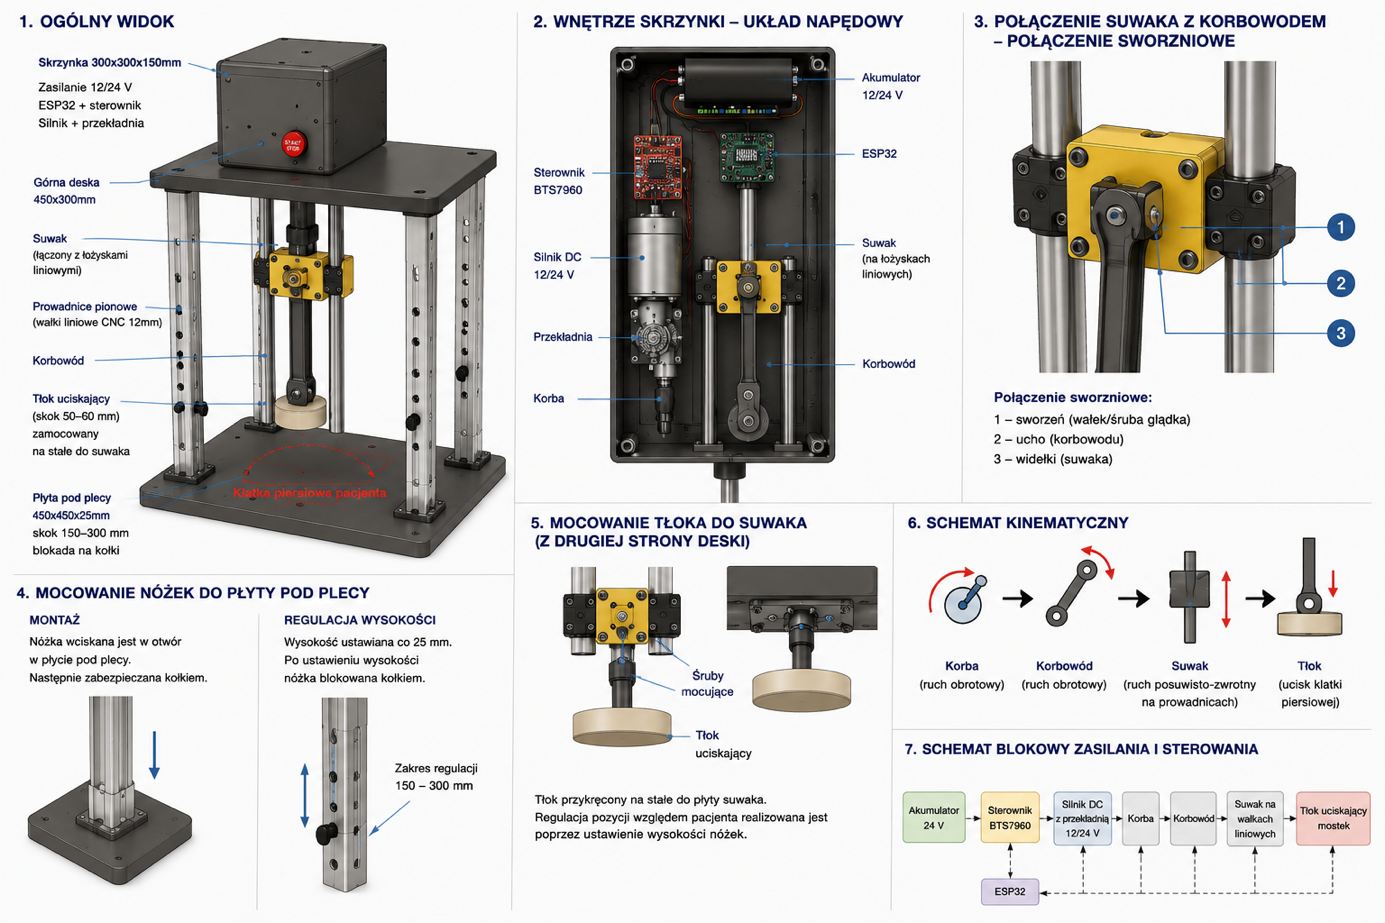 1. OGÓLNY WIDOK
Skrzynka 300x300x150mm
Zasilanie 12/24 V
ESP32 + sterownik
Silnik + przekładnia
START
STOP
Górna deska
450x300mm
Suwak
(łączony z łożyskami
liniowymi)
Prowadnice pionowe
(wałki liniowe CNC 12mm)
Korbowód
Tłok uciskający
(skok 50–60 mm)
zamocowany
na stałe do suwaka
Płyta pod plecy
450x450x25mm
skok 150–300 mm
blokada na kołki
Klatka piersiowa pacjenta
2. WNĘTRZE SKRZYNKI – UKŁAD NAPĘDOWY
Akumulator
12/24 V
ESP32
Sterownik
BTS7960
Silnik DC
12/24 V
Suwak
(na łożyskach
liniowych)
Przekładnia
Korbowód
Korba
3. POŁĄCZENIE SUWAKA Z KORBOWODEM
– POŁĄCZENIE SWORZNIOWE
1
2
3
Połączenie sworzniowe:
1 – sworzeń (wałek/śruba glądka)
2 – ucho (korbowodu)
3 – widełki (suwaka)
4. MOCOWANIE NÓŻEK DO PŁYTY POD PLECY
MONTAŻ
Nóżka wciskana jest w otwór
w płycie pod plecy.
Następnie zabezpieczana kołkiem.
REGULACJA WYSOKOŚCI
Wysokość ustawiana co 25 mm.
Po ustawieniu wysokości
nóżka blokowana kołkiem.
Zakres regulacji
150 – 300 mm
5. MOCOWANIE TŁOKA DO SUWAKA
(Z DRUGIEJ STRONY DESKI)
Śruby
mocujące
Tłok
uciskający
Tłok przykręcony na stałe do płyty suwaka.
Regulacja pozycji względem pacjenta realizowana jest
poprzez ustawienie wysokości nóżek.
6. SCHEMAT KINEMATYCZNY
Korba
(ruch obrotowy)
Korbowód
(ruch obrotowy)
Suwak
(ruch posuwisto-zwrotny
na prowadnicach)
Tłok
(ucisk klatki
piersiowej)
7. SCHEMAT BLOKOWY ZASILANIA I STEROWANIA
Akumulator
24 V
Sterownik
BTS7960
Silnik DC
z przekładnią
12/24 V
Korba
Korbowód
Suwak na
wałkach
liniowych
Tłok uciskający
mostek
ESP32